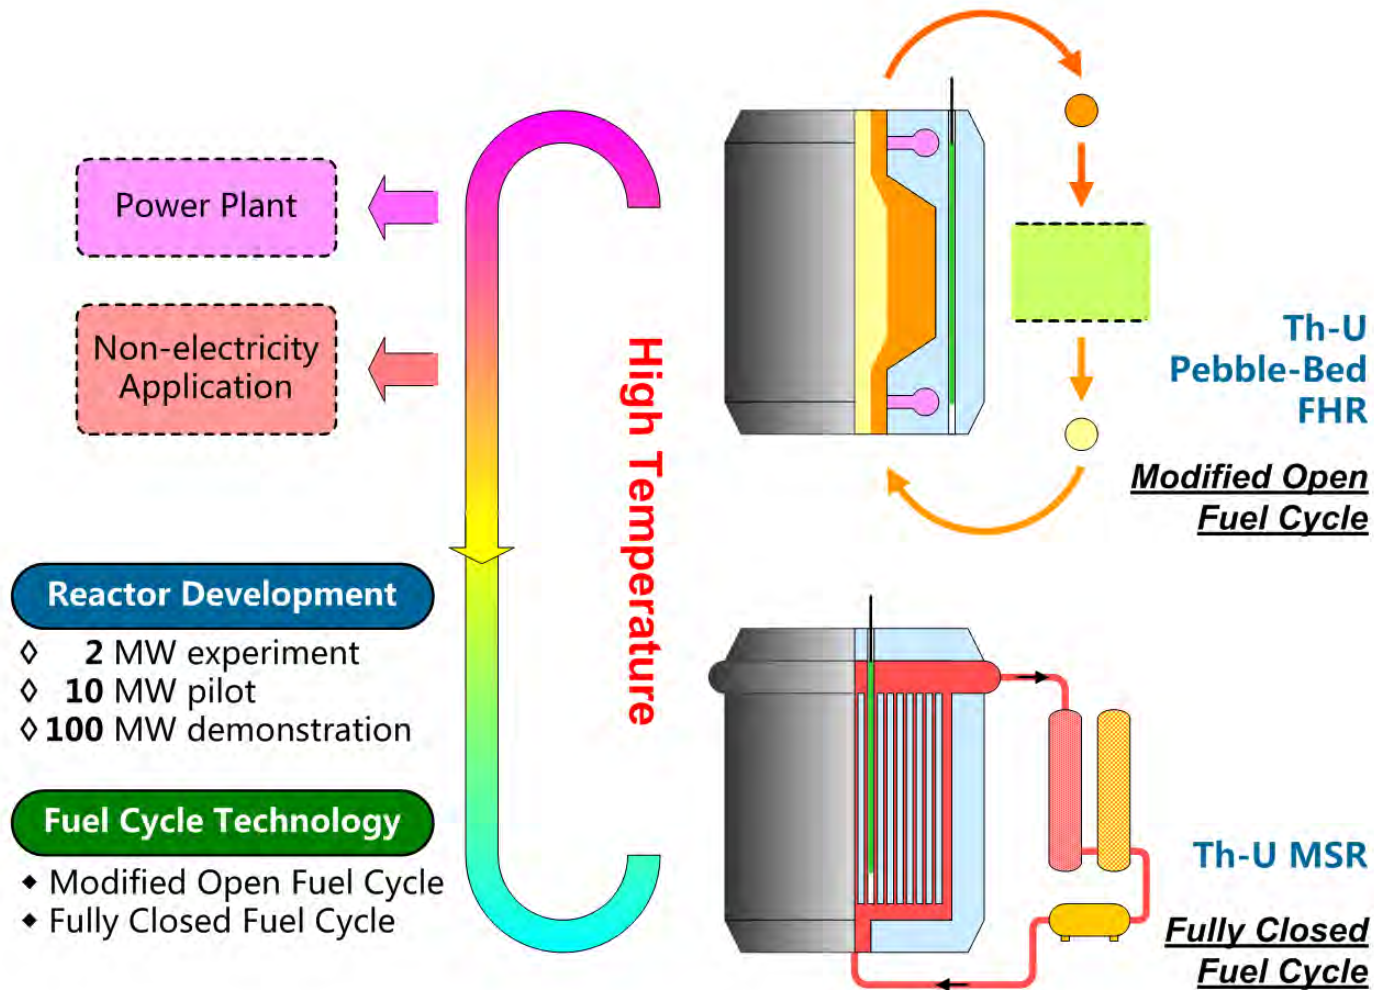 Power Plant
Non-electricity
Application
Reactor Development
◊ 2 MW experiment
◊ 10 MW pilot
◊ 100 MW demonstration
Fuel Cycle Technology
◆ Modified Open Fuel Cycle
◆ Fully Closed Fuel Cycle
High Temperature
Th-U
Pebble-Bed
FHR
Modified Open
Fuel Cycle
Th-U MSR
Fully Closed
Fuel Cycle